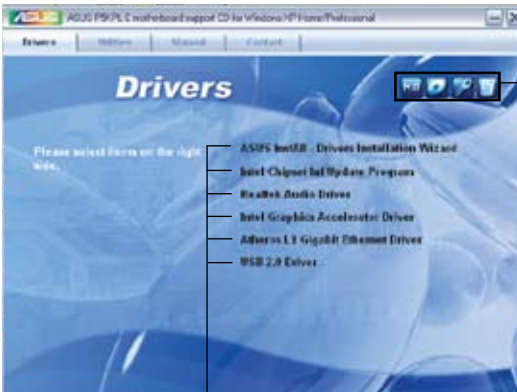 ASUS P5KPL-C motherboard support CD for Windows XP Home/Professional
Drivers Utilities Manual Contact
Drivers
Please select items on the right side.
ASUS InstAll - Drivers Installation Wizard
Intel Chipset Inf Update Program
Realtek Audio Driver
Intel Graphics Accelerator Driver
Atheros L1 Gigabit Ethernet Driver
USB 2.0 Driver